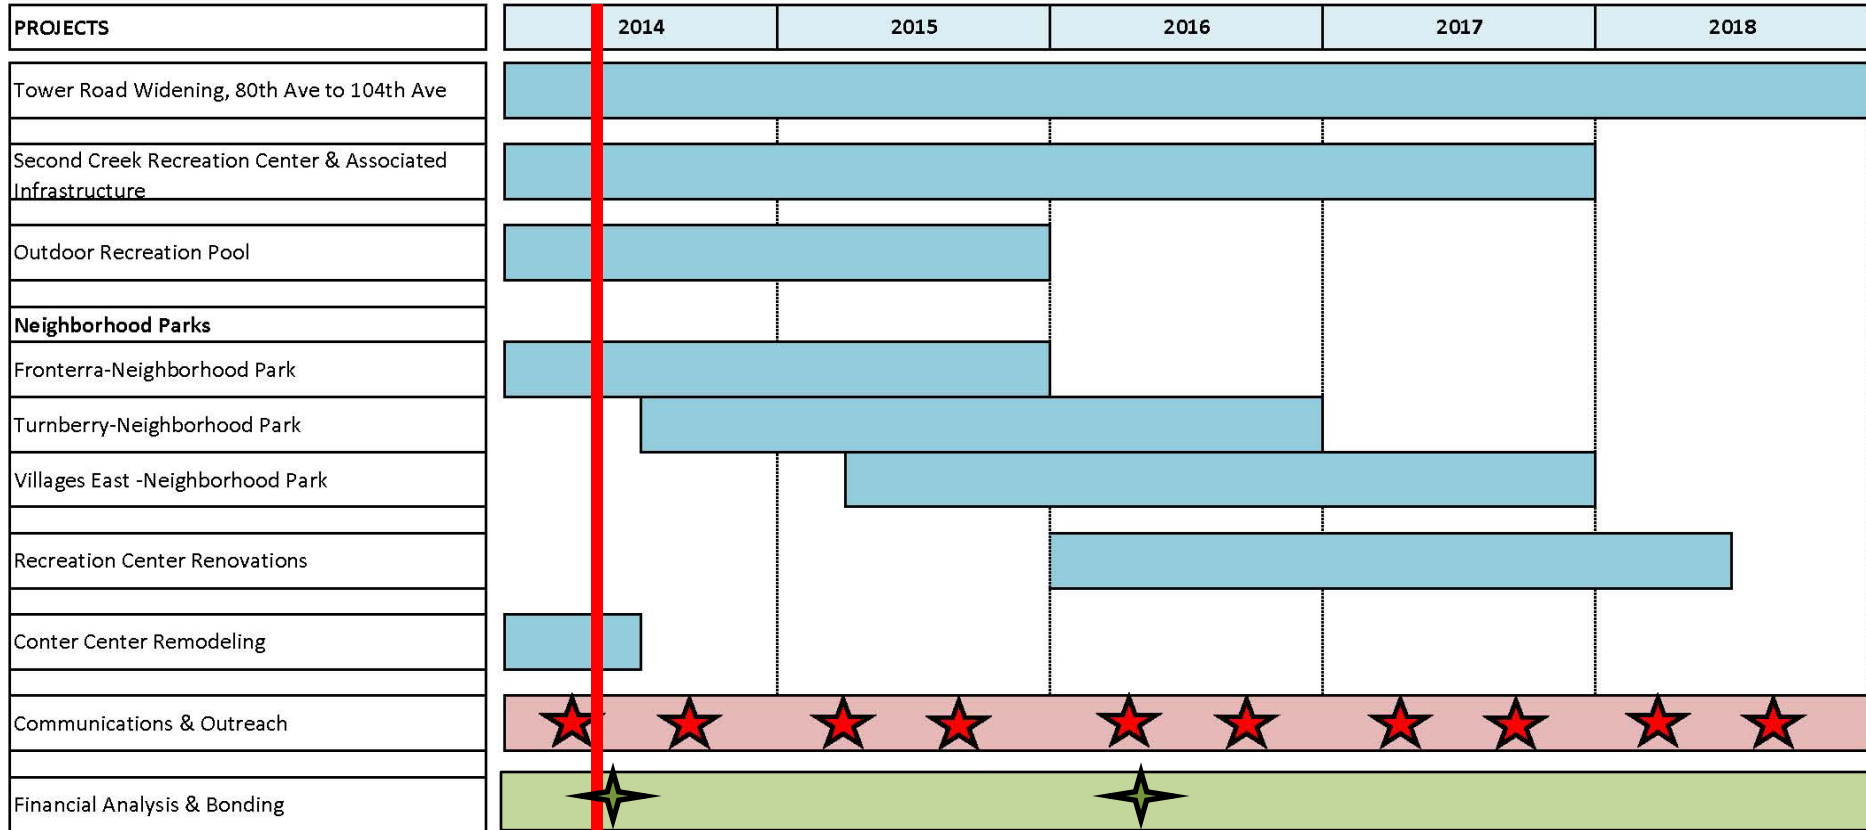 PROJECTS 2014 2015 2016 2017 2018
Tower Road Widening, 80th Ave to 104th Ave
Second Creek Recreation Center & Associated
Infrastructure
Outdoor Recreation Pool
Neighborhood Parks
Fronterra-Neighborhood Park
Turnberry-Neighborhood Park
Villages East -Neighborhood Park
Recreation Center Renovations
Conter Center Remodeling
Communications & Outreach
Financial Analysis & Bonding